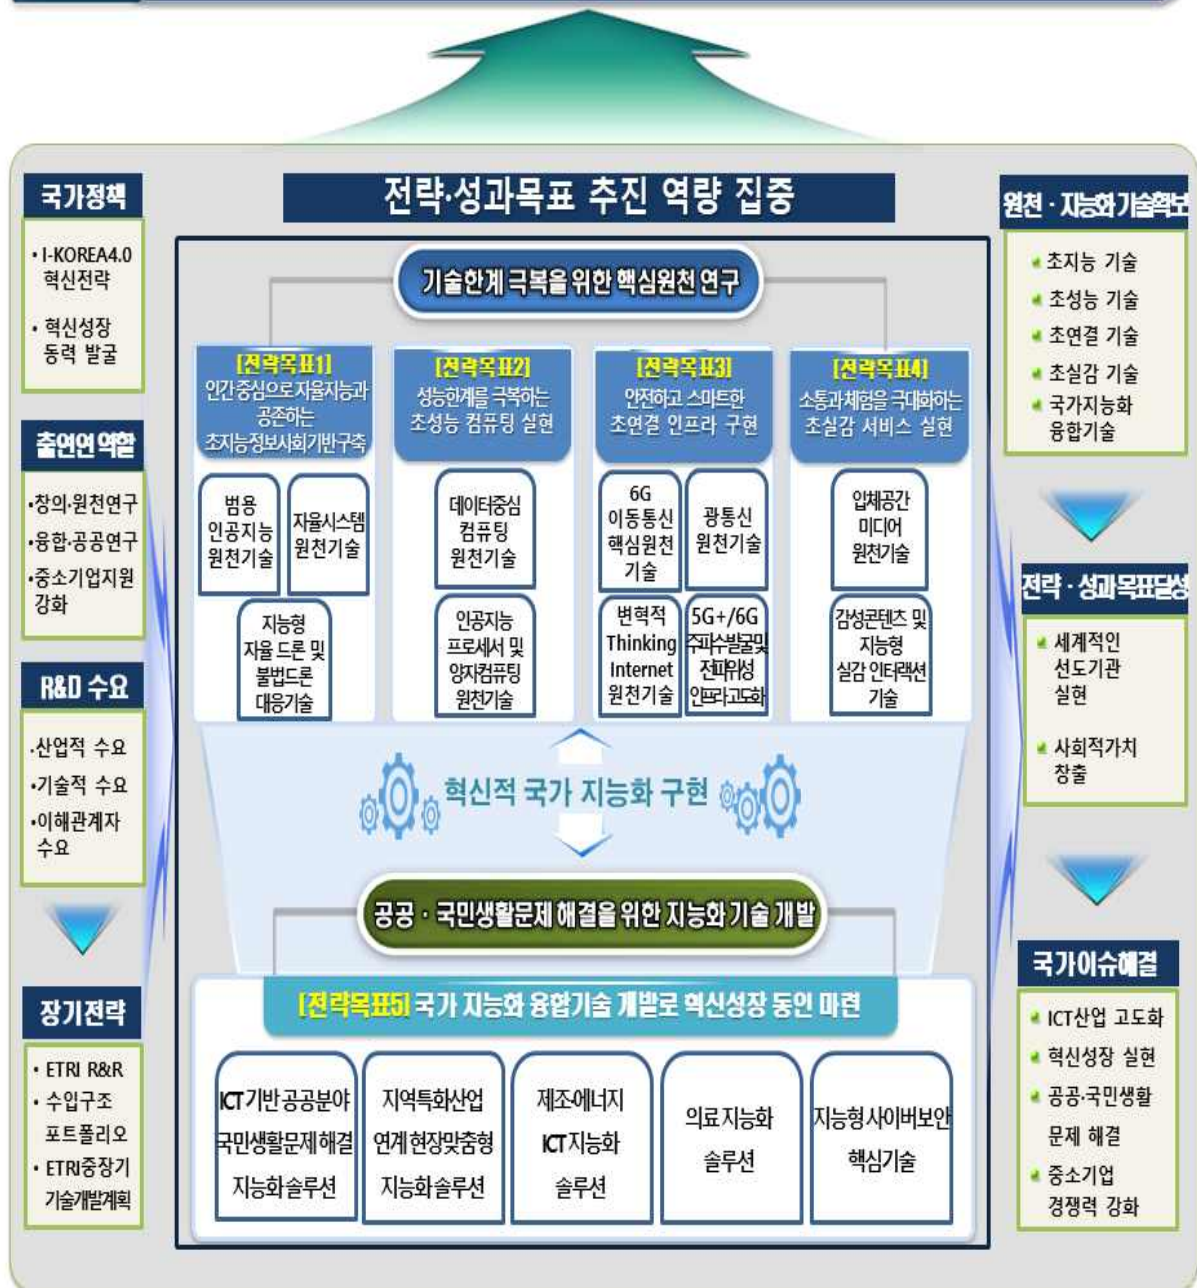 전략·성과목표 추진 역량 집중
국가정책
• I-KOREA4.0
혁신전략
• 혁신성장
동력 발굴
출연연 역할
•창의·원천연구
•융합·공공연구
•중소기업지원
강화
R&D 수요
•산업적 수요
•기술적 수요
•이해관계자
수요
장기전략
• ETRI R&R
• 수입구조
포트폴리오
• ETRI중장기
기술개발계획
기술한계 극복을 위한 핵심원천 연구
[전략목표1]
인간 중심으로 자율지능과
공존하는
초지능정보사회기반구축
범용
인공지능
원천기술
자율시스템
원천기술
지능형
자율 드론 및
불법드론
대응기술
[전략목표2]
성능한계를 극복하는
초성능 컴퓨팅 실현
데이터중심
컴퓨팅
원천기술
인공지능
프로세서 및
양자컴퓨팅
원천기술
[전략목표3]
안전하고 스마트한
초연결 인프라 구현
6G
이동통신
핵심원천
기술
광통신
원천기술
변혁적
Thinking
Internet
원천기술
5G+/6G
주파수발굴및
전파위성
인프라고도화
[전략목표4]
소통과 체험을 극대화하는
초실감 서비스 실현
입체공간
미디어
원천기술
감성콘텐츠 및
지능형
실감 인터랙션
기술
혁신적 국가 지능화 구현
공공 · 국민생활문제 해결을 위한 지능화 기술 개발
[전략목표5] 국가 지능화 융합기술 개발로 혁신성장 동인 마련
ICT 기반 공공분야
국민생활문제 해결
지능화 솔루션
지역특화산업
연계 현장맞춤형
지능화 솔루션
제조·에너지
ICT 지능화
솔루션
의료 지능화
솔루션
지능형 사이버보안
핵심기술
원천 · 지능화 기술확보
초지능 기술
초성능 기술
초연결 기술
초실감 기술
국가지능화
융합기술
전략 · 성과목표달성
세계적인
선도기관
실현
사회적가치
창출
국가이슈해결
ICT산업 고도화
혁신성장 실현
공공·국민생활
문제 해결
중소기업
경쟁력 강화